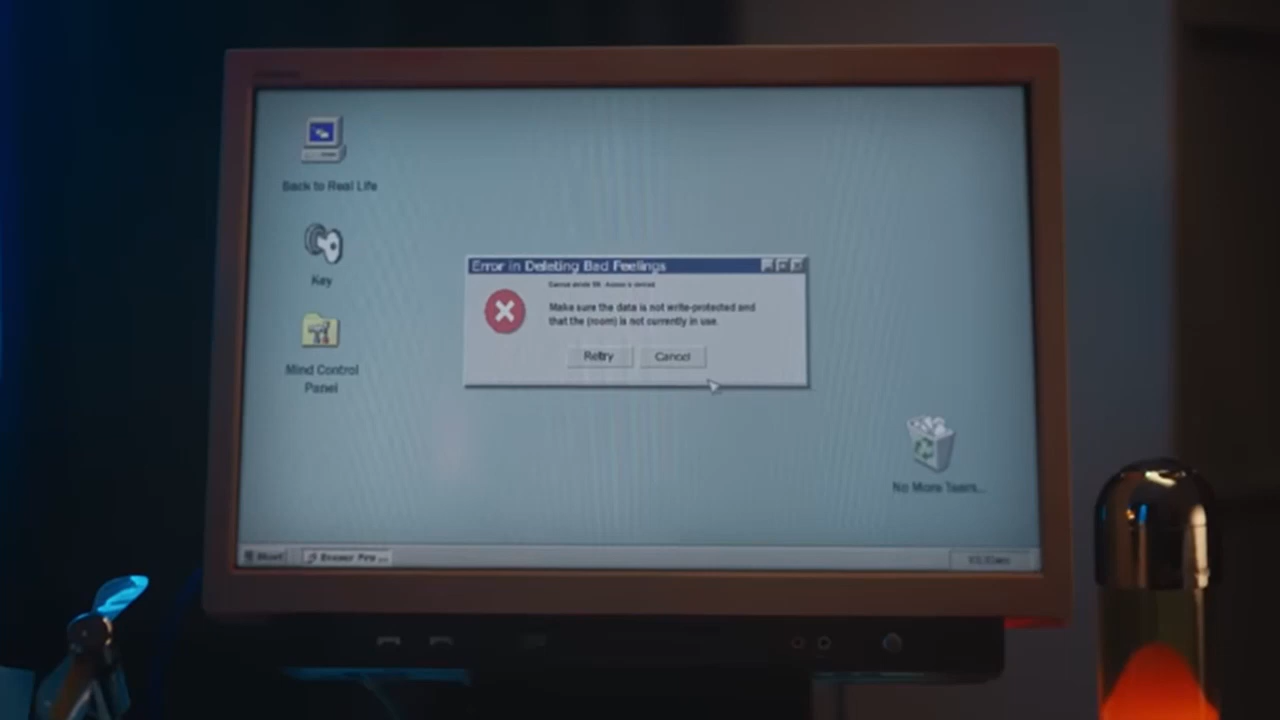 Back to Real Life
Key
Mind Control
Panel
Error in Deleting Bad Feelings
Make sure the data is not write-protected and
that the (room) is not currently in use.
Retry
Cancel
No More Tears...